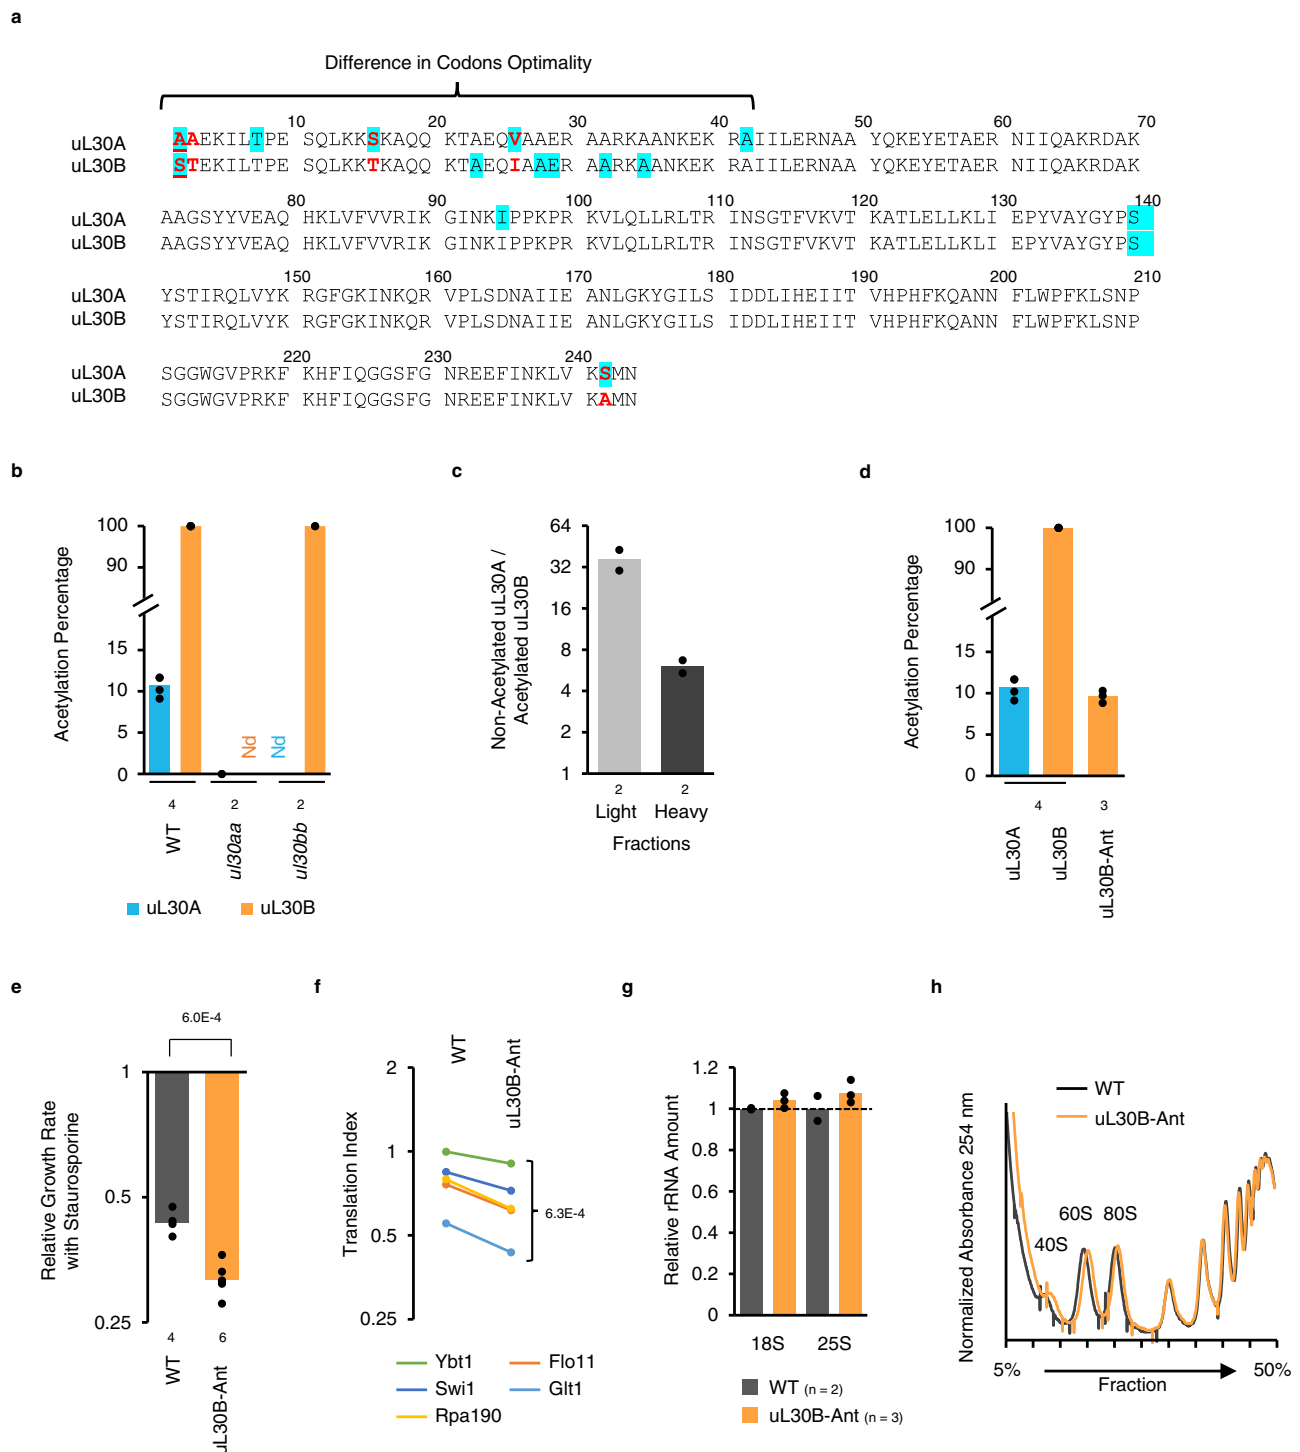 a
Difference in Codons Optimality
10 20 30 40 50 60 70
uL30A AAEKILTPE SQLKKSKAQQ KTAEQVAAER AARKAANKEK RAIILERNAA YQKEYETAER NIIQAKRDAK
uL30B STEKILTPE SQLKKTKAQQ KTAEQIAAER AARKAANKEK RAIILERNAA YQKEYETAER NIIQAKRDAK
80 90 100 110 120 130 140
uL30A AAGSYYVEAQ HKLVFVVRIK GINKIPPKPR KVLQLLRLTR INSGTFVKVT KATLELLKLI EPYVAYGYPS
uL30B AAGSYYVEAQ HKLVFVVRIK GINKIPPKPR KVLQLLRLTR INSGTFVKVT KATLELLKLI EPYVAYGYPS
150 160 170 180 190 200 210
uL30A YSTIRQLVYK RGFGKINKQR VPLSDNAIIE ANLGKYGILS IDDLIHEIIT VHPHFKQANN FLWPFKLSNP
uL30B YSTIRQLVYK RGFGKINKQR VPLSDNAIIE ANLGKYGILS IDDLIHEIIT VHPHFKQANN FLWPFKLSNP
220 230 240
uL30A SGGWGVPRKF KHFIQGGSFG NREEFINKLV KSMN
uL30B SGGWGVPRKF KHFIQGGSFG NREEFINKLV KAMN
b
Acetylation Percentage
100
90
15
10
5
0
Nd
Nd
4 2 2
WT
ul30aa
ul30bb
uL30A uL30B
c
Non-Acetylated uL30A /
Acetylated uL30B
64
32
16
8
4
2
1
2 2
Light Heavy
Fractions
d
Acetylation Percentage
100
90
15
10
5
0
4 3
uL30A
uL30B
uL30B-Ant
e
6.0E-4
Relative Growth Rate
with Staurosporine
1
0.5
0.25
4 6
WT
uL30B-Ant
f
WT
uL30B-Ant
Translation Index
2
1
0.5
0.25
6.3E-4
Ybt1 Flo11
Swi1 Glt1
Rpa190
g
Relative rRNA Amount
1.2
1
0.8
0.6
0.4
0.2
0
18S 25S
WT (n = 2)
uL30B-Ant (n = 3)
h
Normalized Absorbance 254 nm
WT
uL30B-Ant
60S 80S
40S
5% 50%
Fraction